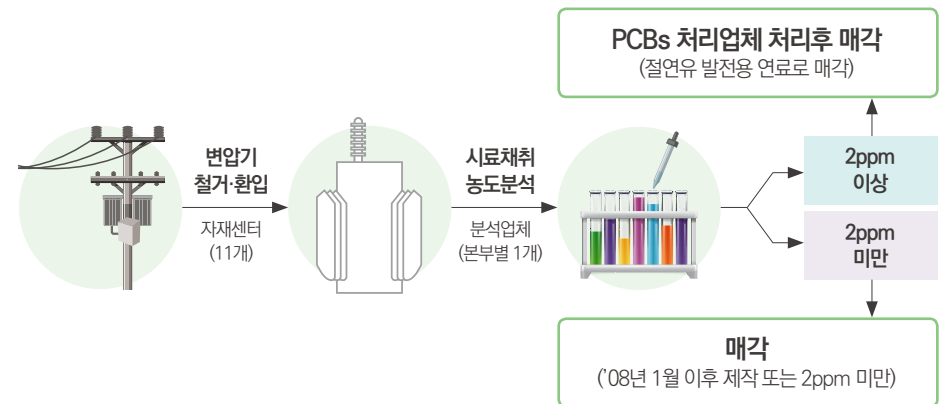 PCBs 처리업체 처리후 매각
(절연유 발전용 연료로 매각)
변압기
철거·환입
자재센터
(11개)
시료채취
농도분석
분석업체
(본부별 1개)
2ppm
이상
2ppm
미만
매각
(’08년 1월 이후 제작 또는 2ppm 미만)